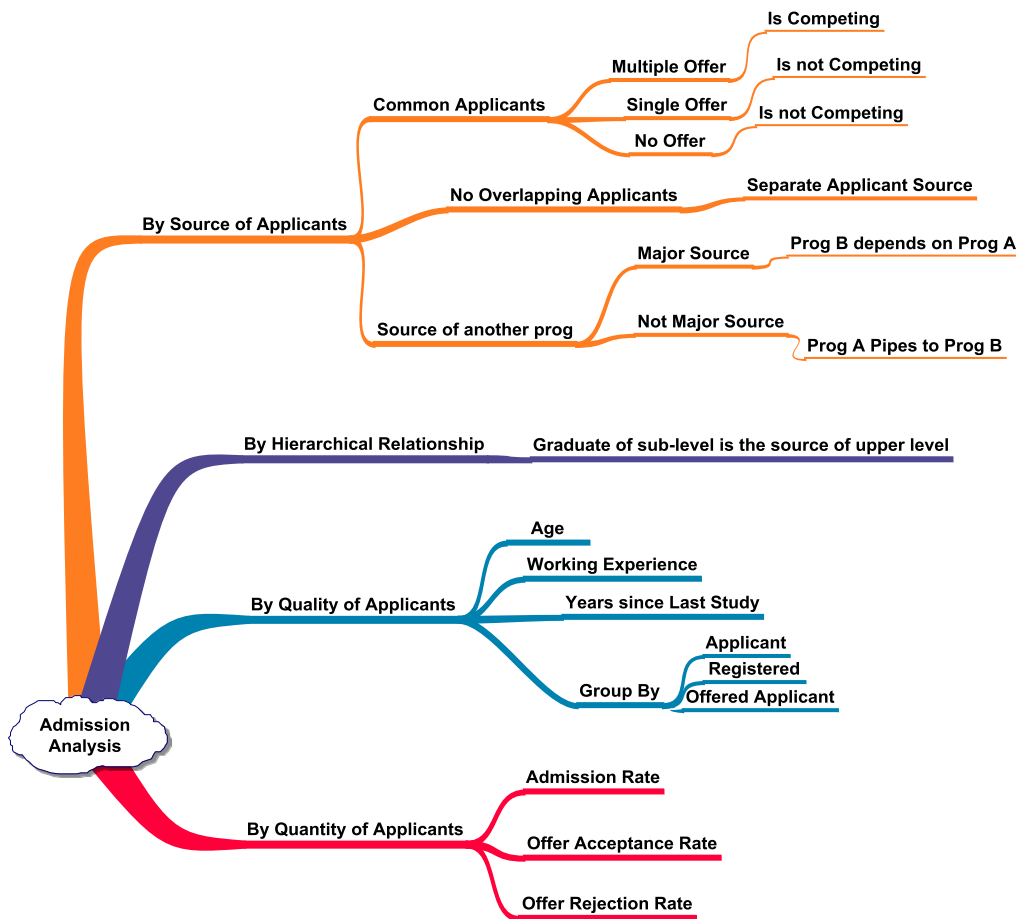 Is Competing
Multiple Offer
Is not Competing
Common Applicants
Single Offer
Is not Competing
No Offer
No Overlapping Applicants
Separate Applicant Source
By Source of Applicants
Major Source
Prog B depends on Prog A
Source of another prog
Not Major Source
Prog A Pipes to Prog B
By Hierarchical Relationship
Graduate of sub-level is the source of upper level
Age
Working Experience
By Quality of Applicants
Years since Last Study
Applicant
Group By
Registered
Offered Applicant
Admission
Analysis
Admission Rate
By Quantity of Applicants
Offer Acceptance Rate
Offer Rejection Rate